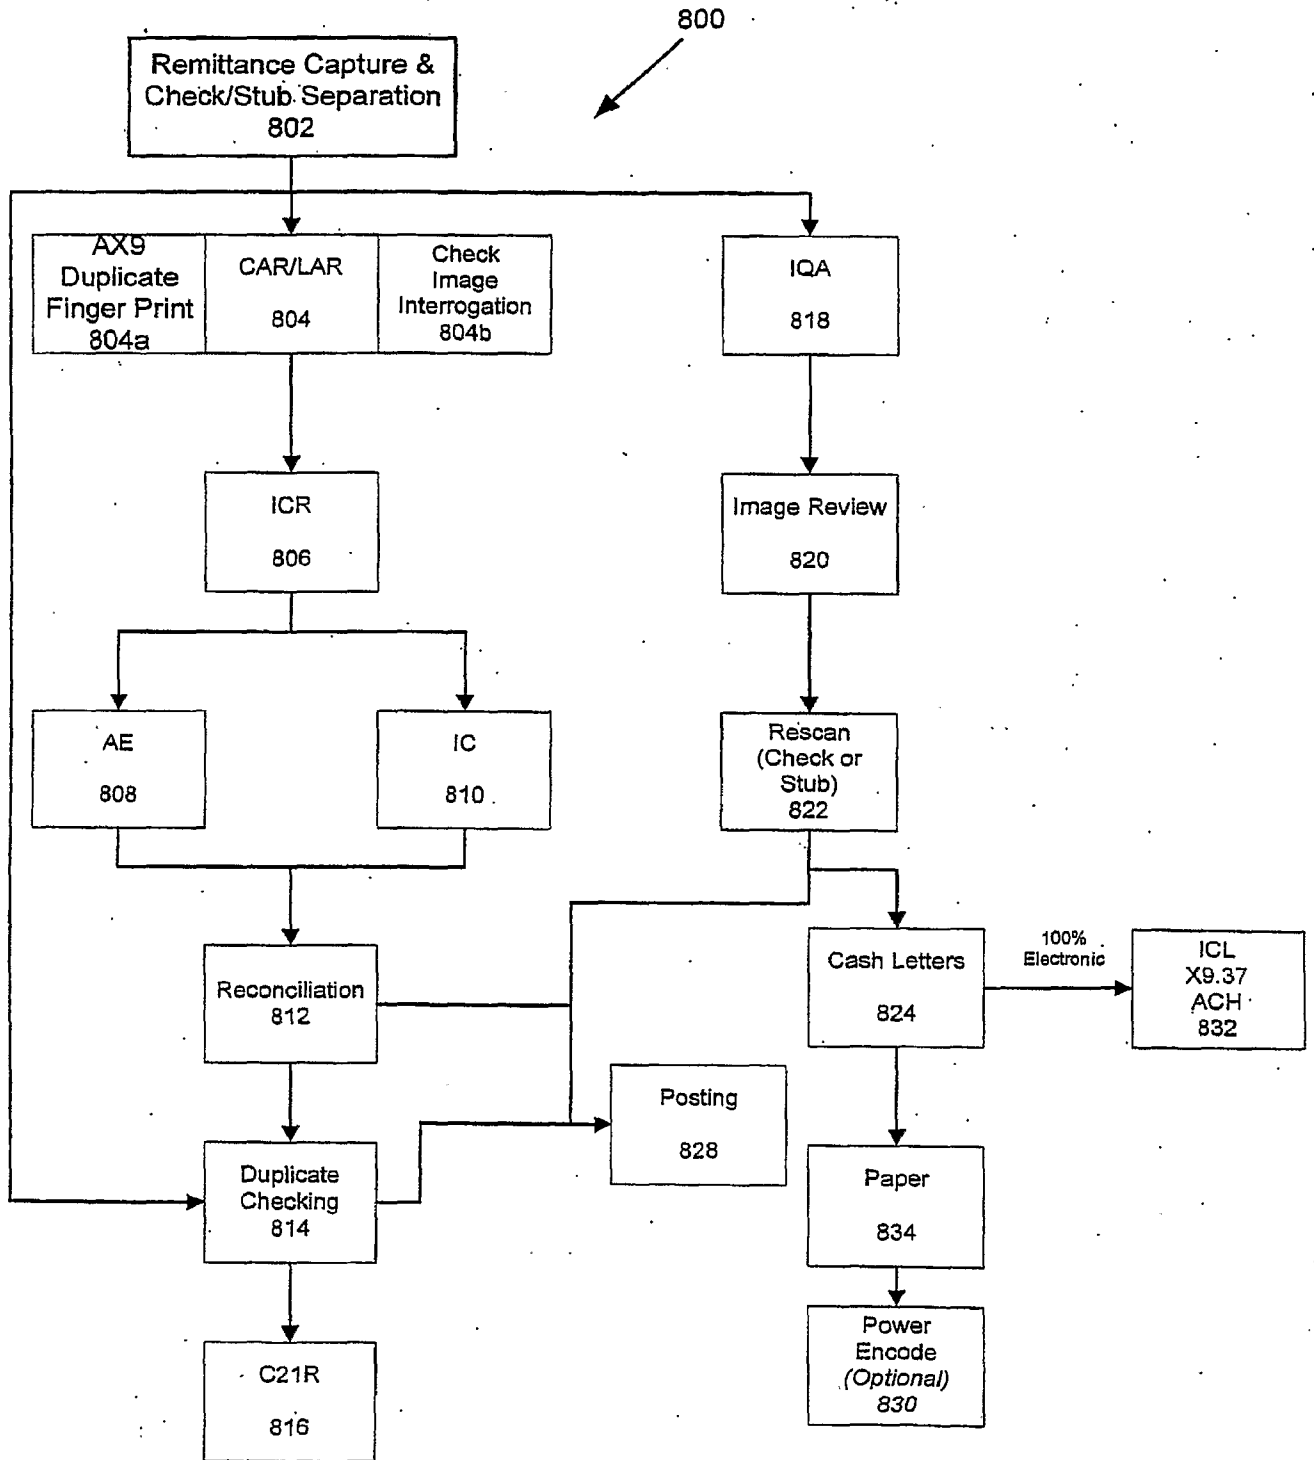 800
Remittance Capture &
Check/Stub Separation
802
AX9
Duplicate
Finger Print
804a
CAR/LAR
804
Check
Image
Interrogation
804b
IQA
818
ICR
806
Image Review
820
AE
808
IC
810
Rescan
(Check or
Stub)
822
Reconciliation
812
Cash Letters
824
100%
Electronic
ICL
X9.37
ACH
832
Posting
828
Duplicate
Checking
814
Paper
834
C21R
816
Power
Encode
(Optional)
830